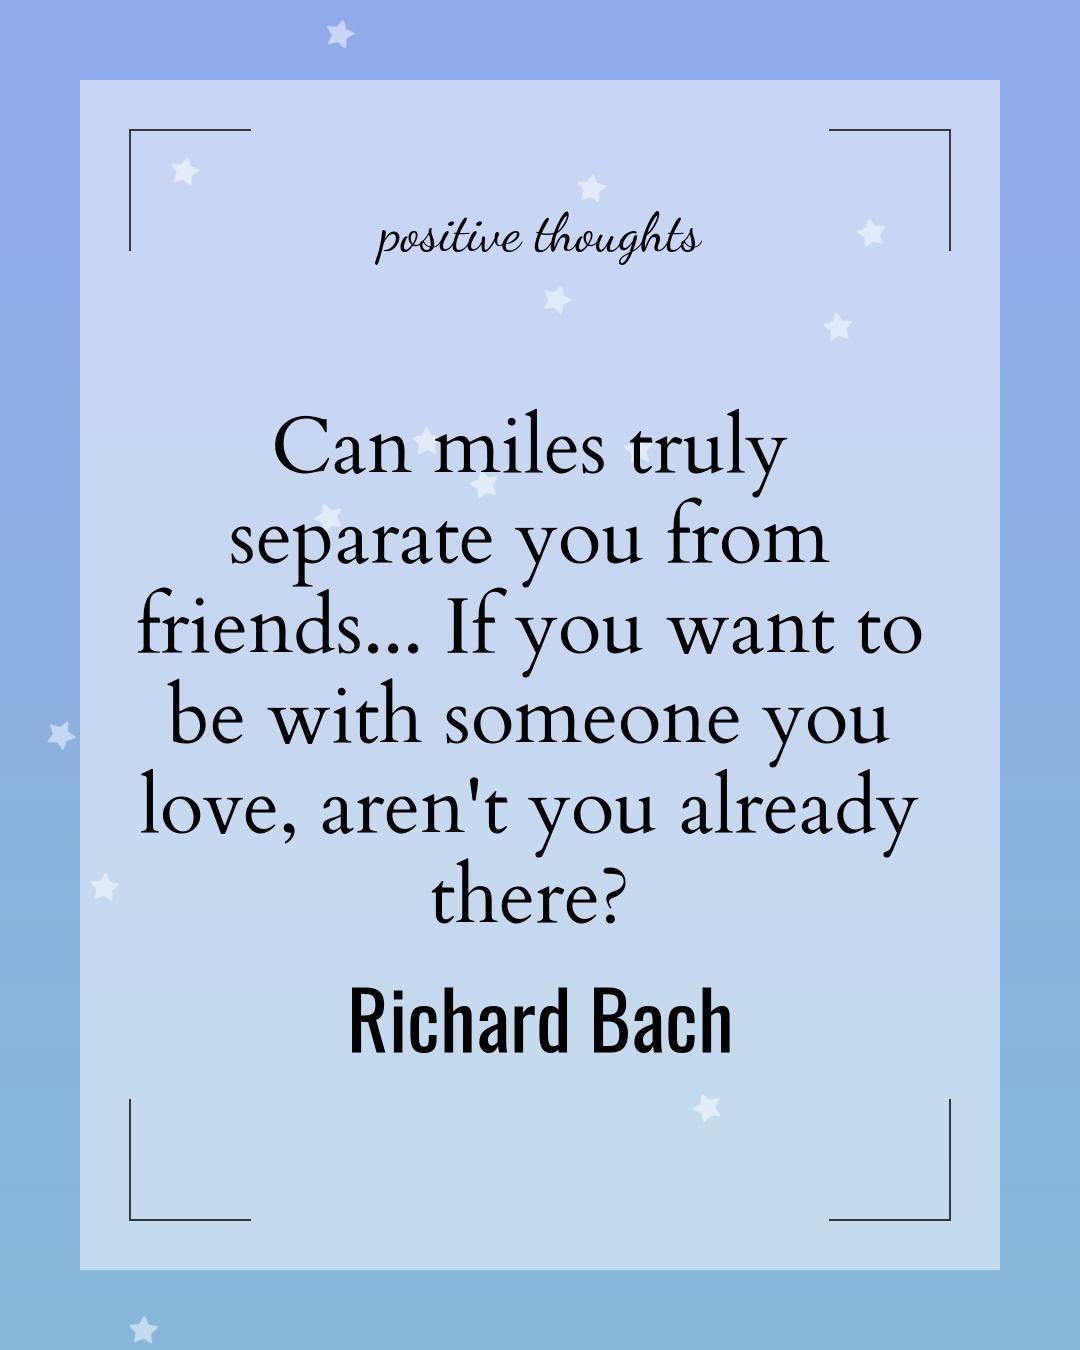 positive thoughts
Can miles truly
separate you from
friends... If you want to
be with someone you
love, aren't you already
there?
Richard Bach